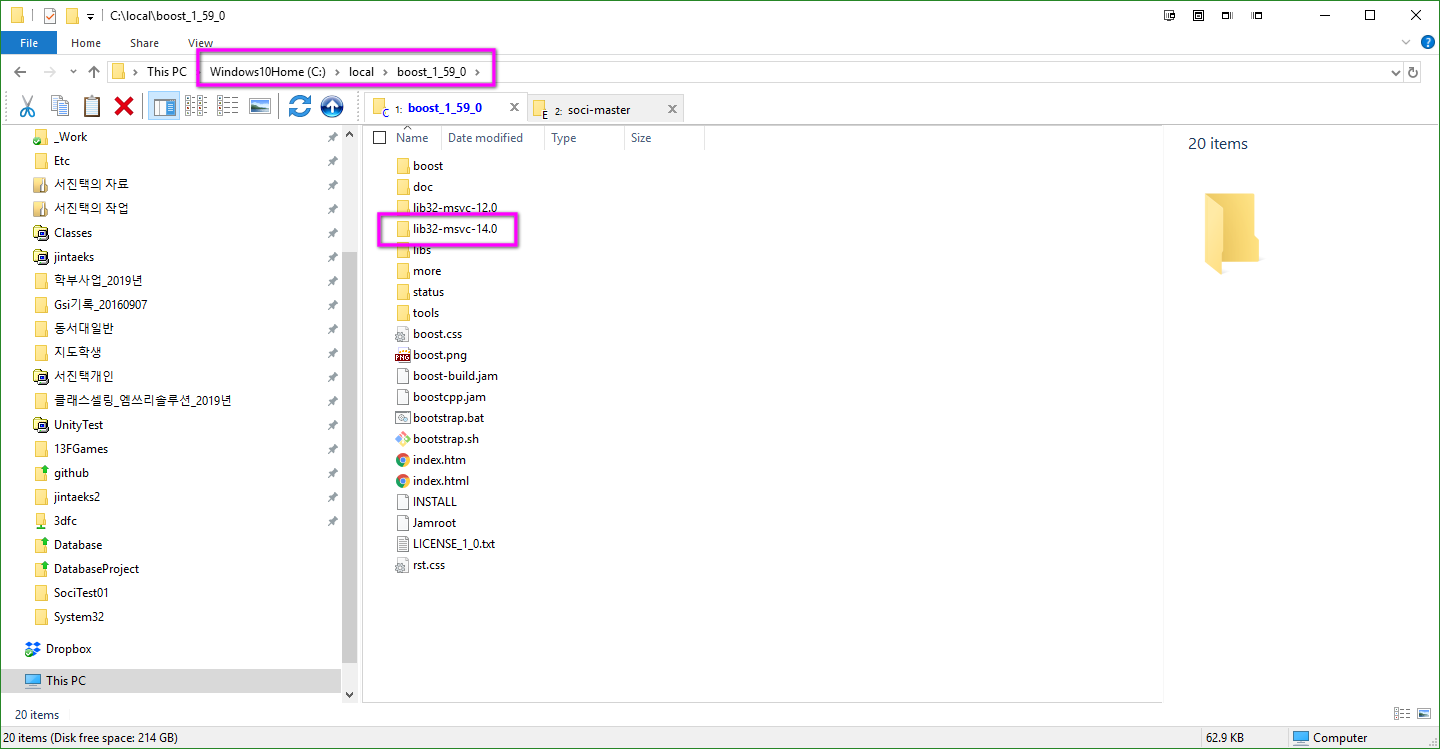 C:\local\boost_1_59_0
File Home Share View
This PC Windows10Home (C:) local boost_1_59_0
1: boost_1_59_0
2: soci-master
C
E
_Work
Etc
서진택의 자료
서진택의 작업
Classes
jintaeks
학부사업_2019년
Gsi기록_20160907
동서대일반
지도학생
서진택개인
클래스셀링_엠쓰리솔루션_2019년
UnityTest
13FGames
github
jintaeks2
3dfc
Database
DatabaseProject
SociTest01
System32
Dropbox
This PC
Name Date modified Type Size
boost
doc
lib32-msvc-12.0
lib32-msvc-14.0
libs
more
status
tools
boost.css
PNG
boost.png
boost-build.jam
boostcpp.jam
bootstrap.bat
bootstrap.sh
index.htm
index.html
INSTALL
Jamroot
LICENSE_1_0.txt
rst.css
20 items
20 items
20 items (Disk free space: 214 GB)
62.9 KB
Computer